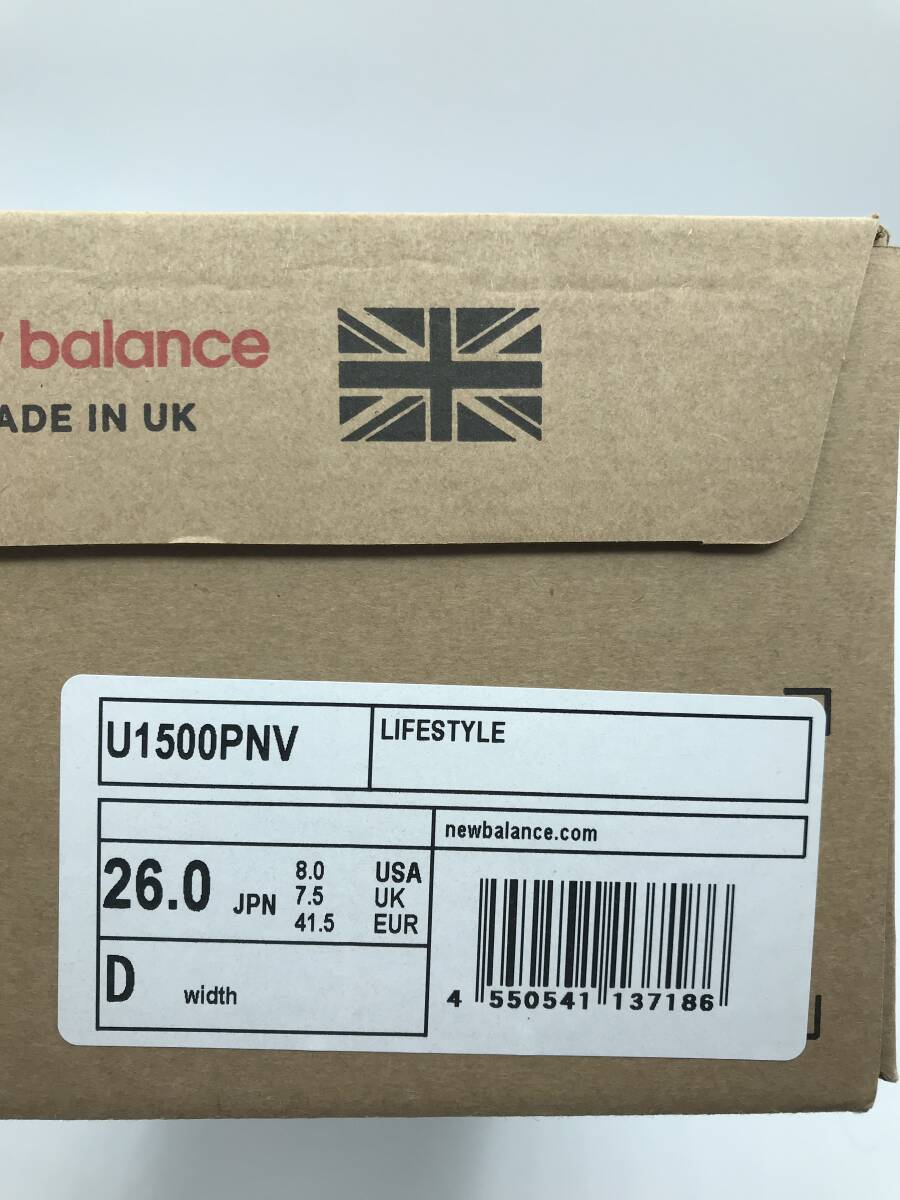 balance
MADE IN UK
U1500PNV
LIFESTYLE
newbalance.com
26.0 JPN
8.0 USA
7.5 UK
41.5 EUR
D width
4 550541 137186